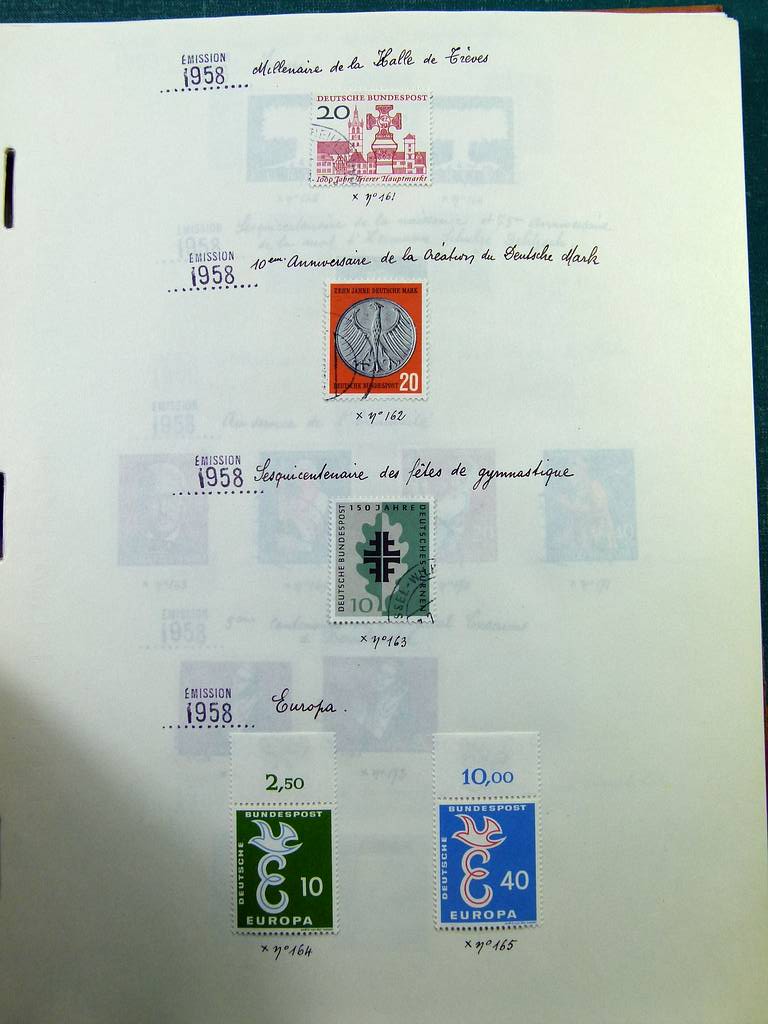 ÉMISSION
1958 Millenaire de la Halle de Trèves
DEUTSCHE BUNDESPOST
20
1000 Jahre Trierer Hauptmarkt
x n° 161
ÉMISSION
1958 10em. Anniversaire de la Création du Deutsche Mark
ZEHN JAHRE DEUTSCHE MARK
DEUTSCHE BUNDESPOST 20
x n° 162
ÉMISSION
1958 Sesquicentenaire des fêtes de gymnastique
150 JAHRE
DEUTSCHE BUNDESPOST
DEUTSCHES TURNEN
10
x n° 163
ÉMISSION
1958 Europa.
2,50
10,00
BUNDESPOST
DEUTSCHE
10
EUROPA
BUNDESPOST
DEUTSCHE
40
EUROPA
x n° 164
x n° 165